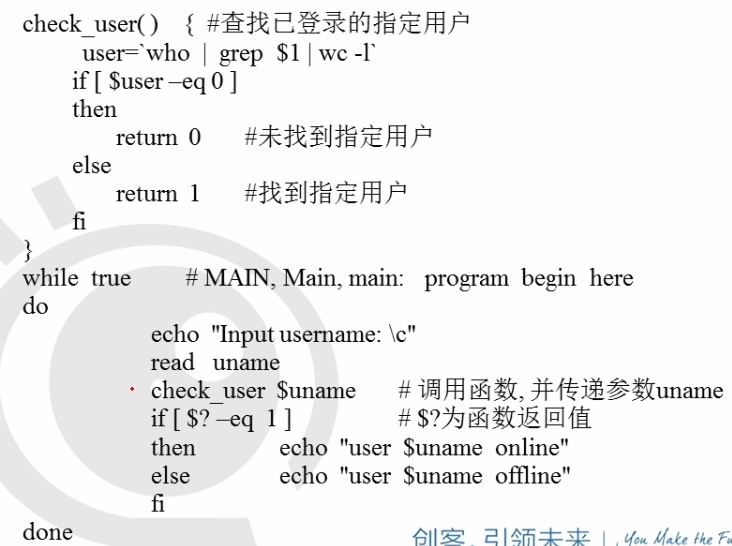 check_user( ) { #查找已登录的指定用户
user=`who | grep $1 | wc -l`
if [ $user –eq 0 ]
then
return 0 #未找到指定用户
else
return 1 #找到指定用户
fi
}
while true # MAIN, Main, main: program begin here
do
echo "Input username: \c"
read uname
check_user $uname # 调用函数, 并传递参数uname
if [ $? –eq 1 ] # $?为函数返回值
then echo "user $uname online"
else echo "user $uname offline"
fi
done
创客, 引领未来 | You Make the